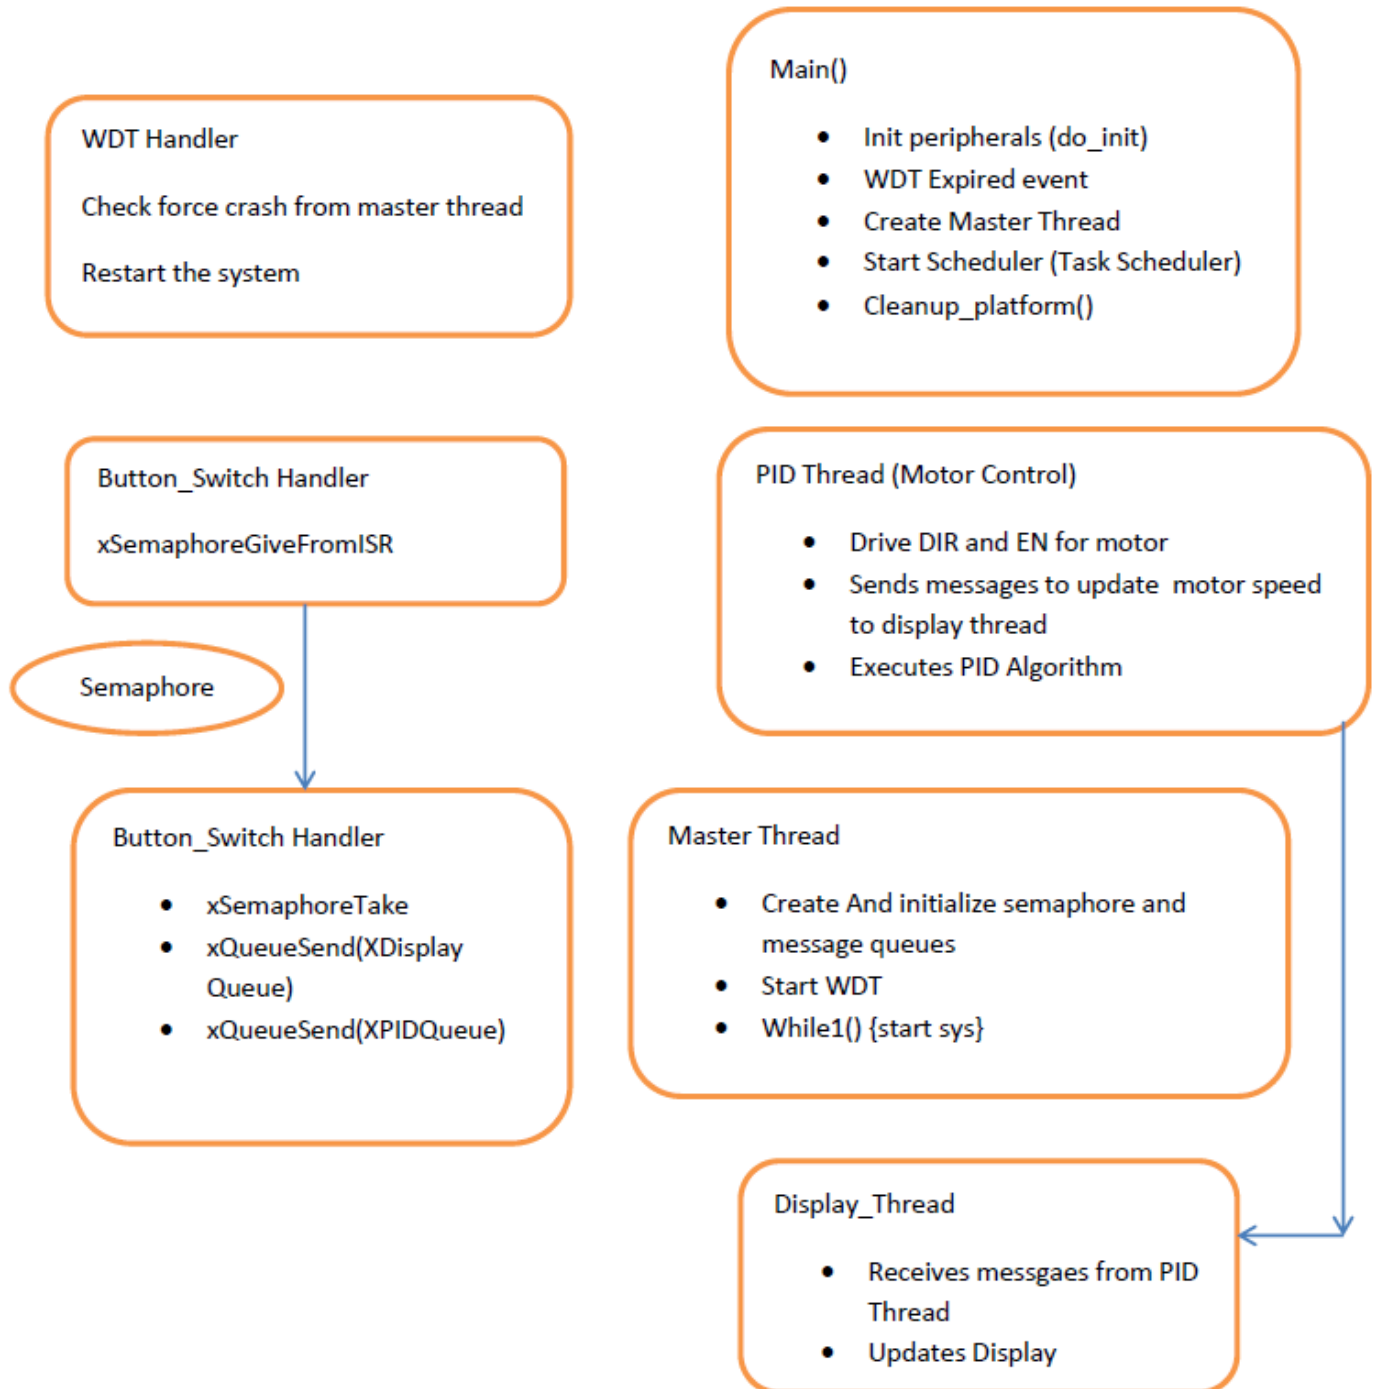 Main()
• Init peripherals (do_init)
• WDT Expired event
• Create Master Thread
• Start Scheduler (Task Scheduler)
• Cleanup_platform()
WDT Handler
Check force crash from master thread
Restart the system
Button_Switch Handler
xSemaphoreGiveFromISR
PID Thread (Motor Control)
• Drive DIR and EN for motor
• Sends messages to update motor speed
to display thread
• Executes PID Algorithm
Semaphore
Button_Switch Handler
• xSemaphoreTake
• xQueueSend(XDisplay
Queue)
• xQueueSend(XPIDQueue)
Master Thread
• Create And initialize semaphore and
message queues
• Start WDT
• While1() {start sys}
Display_Thread
• Receives messgaes from PID
Thread
• Updates Display